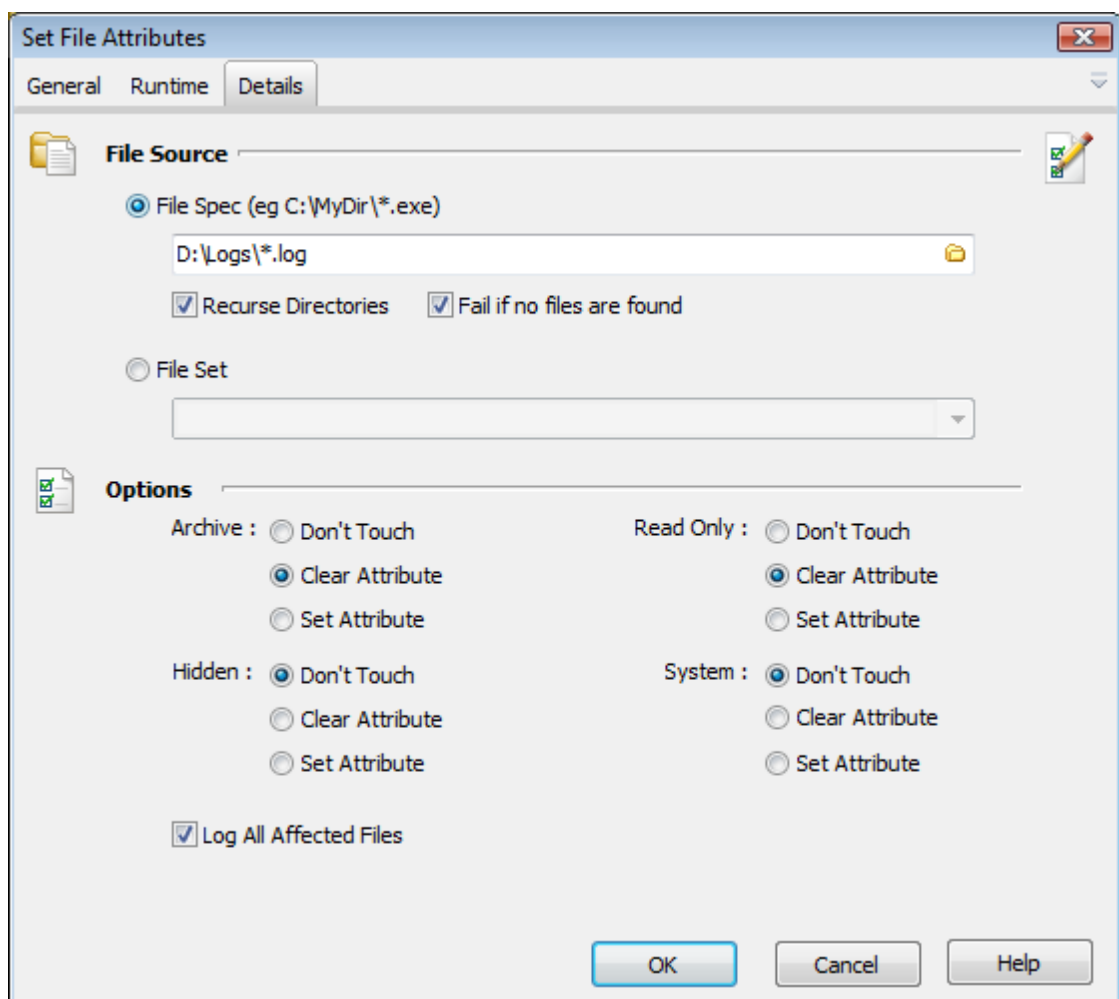 Set File Attributes
General Runtime Details
File Source
File Spec (eg C:\MyDir\*.exe)
D:\Logs\*.log
Recurse Directories Fail if no files are found
File Set
Options
Archive : Don't Touch Read Only : Don't Touch
Clear Attribute Clear Attribute
Set Attribute Set Attribute
Hidden : Don't Touch System : Don't Touch
Clear Attribute Clear Attribute
Set Attribute Set Attribute
Log All Affected Files
OK Cancel Help